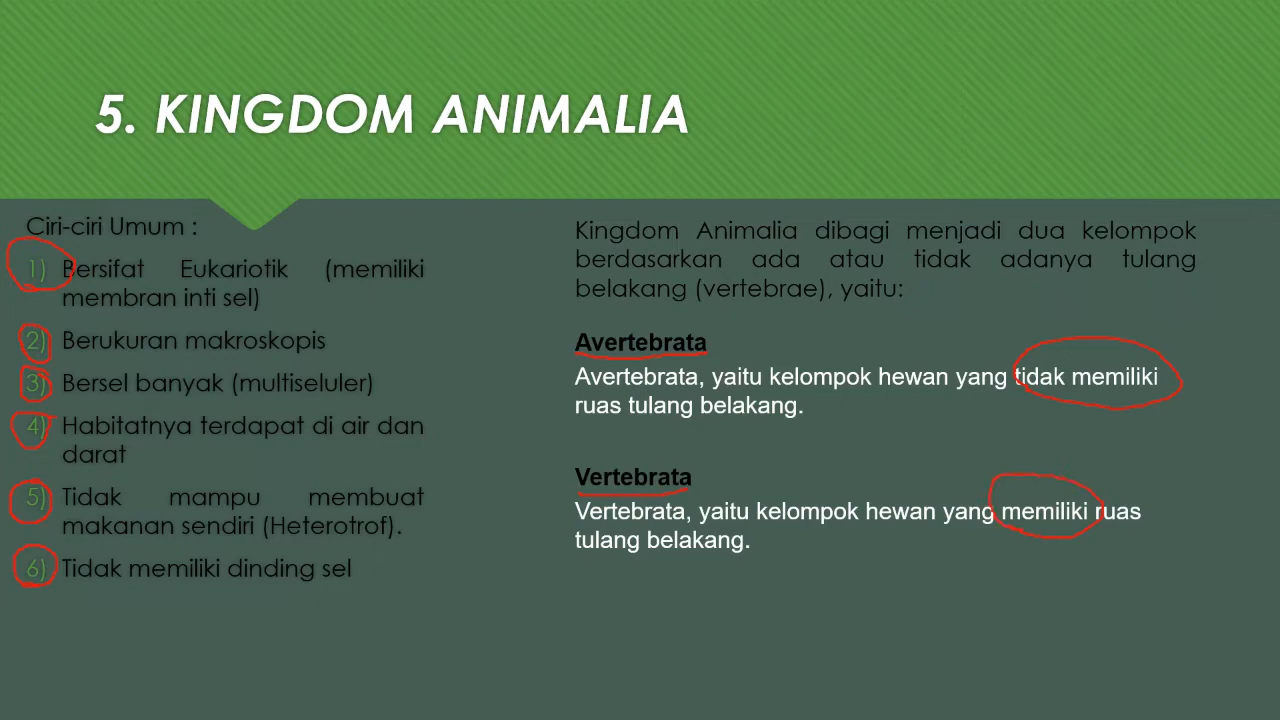 5. KINGDOM ANIMALIA
Ciri-ciri Umum :
1) Bersifat Eukariotik (memiliki
membran inti sel)
2) Berukuran makroskopis
3) Bersel banyak (multiseluler)
4) Habitatnya terdapat di air dan
darat
5) Tidak mampu membuat
makanan sendiri (Heterotrof).
6) Tidak memiliki dinding sel
Kingdom Animalia dibagi menjadi dua kelompok
berdasarkan ada atau tidak adanya tulang
belakang (vertebrae), yaitu:
Avertebrata
Avertebrata, yaitu kelompok hewan yang tidak memiliki
ruas tulang belakang.
Vertebrata
Vertebrata, yaitu kelompok hewan yang memiliki ruas
tulang belakang.